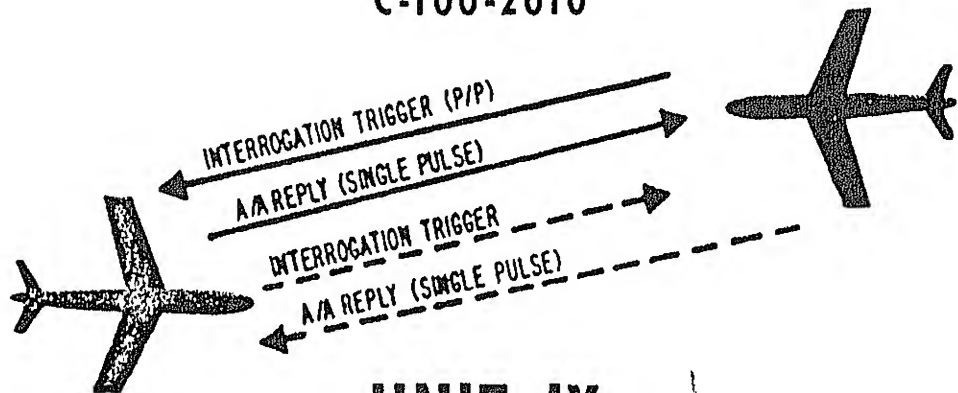 INTERROGATION TRIGGER (P/P)
A/A REPLY (SINGLE PULSE)
INTERROGATION TRIGGER
A/A REPLY (SINGLE PULSE)